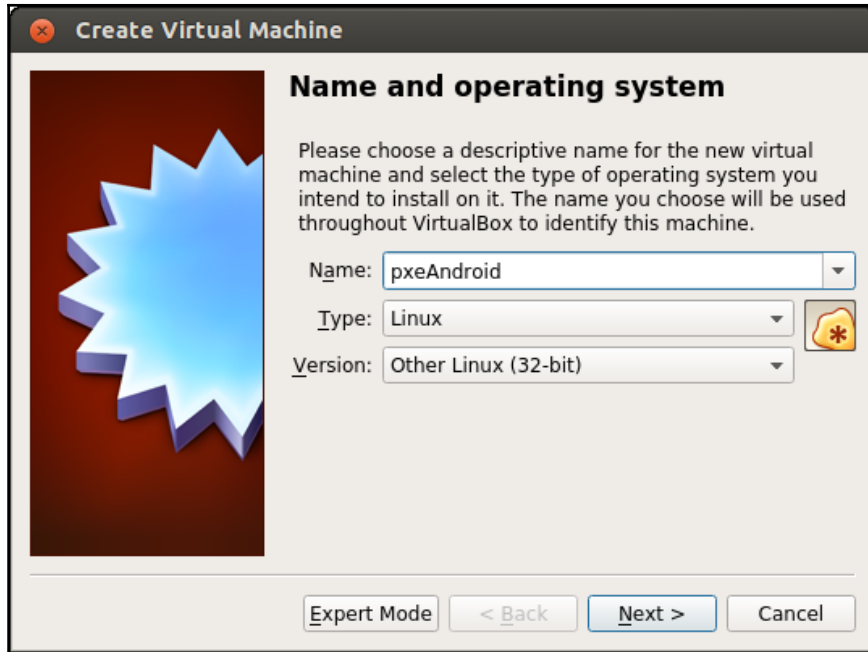 Create Virtual Machine
Name and operating system
Please choose a descriptive name for the new virtual
machine and select the type of operating system you
intend to install on it. The name you choose will be used
throughout VirtualBox to identify this machine.
Name: pxeAndroid
Type: Linux
Version: Other Linux (32-bit)
Expert Mode < Back Next > Cancel